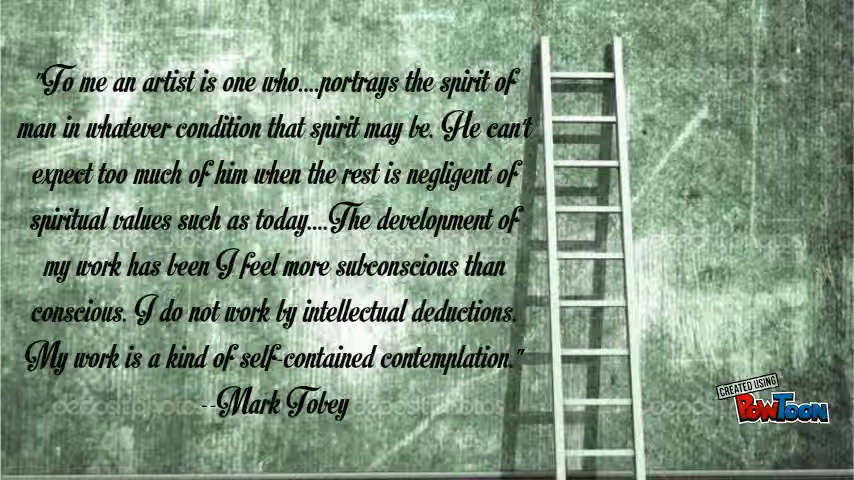 "To me an artist is one who....portrays the spirit of
man in whatever condition that spirit may be. He can't
expect too much of him when the rest is negligent of
spiritual values such as today....The development of
my work has been I feel more subconscious than
conscious. I do not work by intellectual deductions.
My work is a kind of self-contained contemplation."
--Mark Tobey
CREATED USING
POWTOON